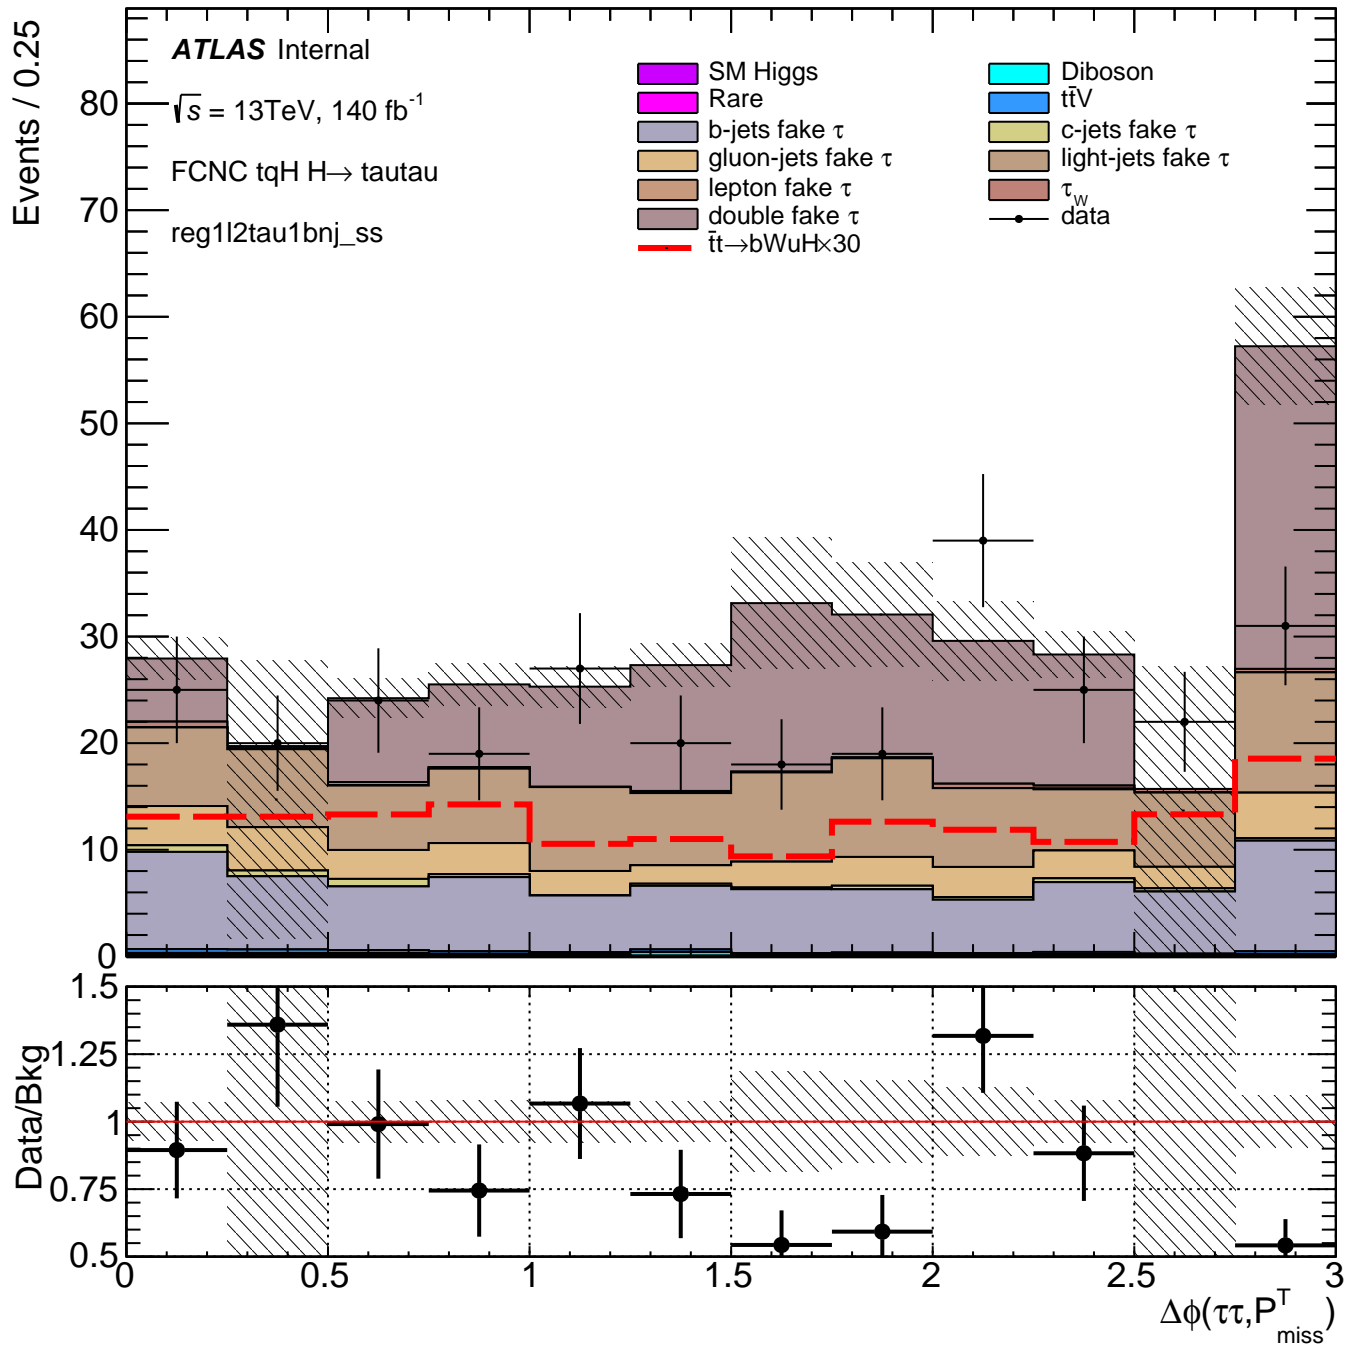 Events / 0.25
ATLAS Internal
√s = 13TeV, 140 fb⁻¹
FCNC tqH H→ tautau
reg1l2tau1bnj_ss
SM Higgs
Rare
b-jets fake τ
gluon-jets fake τ
lepton fake τ
double fake τ
t̄t→bWuH×30
Diboson
tt̄V
c-jets fake τ
light-jets fake τ
τ_W
data
80
70
60
50
40
30
20
10
0
Data/Bkg
1.5
1.25
1
0.75
0.5
0 0.5 1 1.5 2 2.5 3
Δϕ(ττ,P^T_miss)